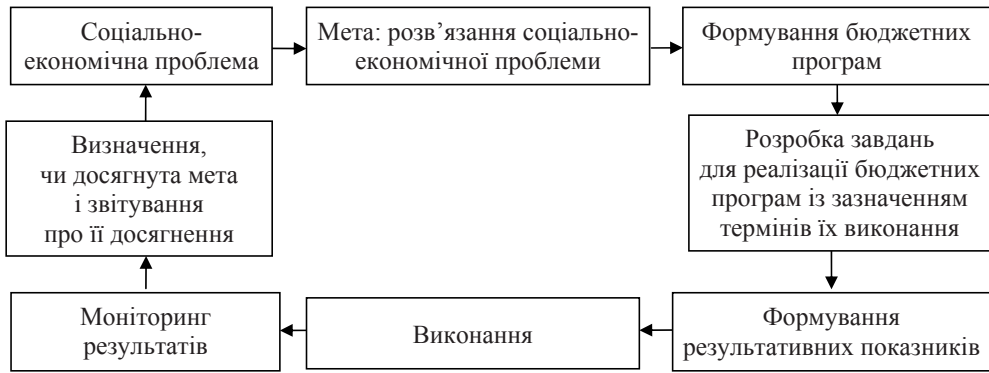 Соціально-
економічна проблема
Мета: розв’язання соціально-
економічної проблеми
Формування бюджетних
програм
Розробка завдань
для реалізації бюджетних
програм із зазначенням
термінів їх виконання
Формування
результативних показників
Виконання
Моніторинг
результатів
Визначення,
чи досягнута мета
і звітування
про її досягнення